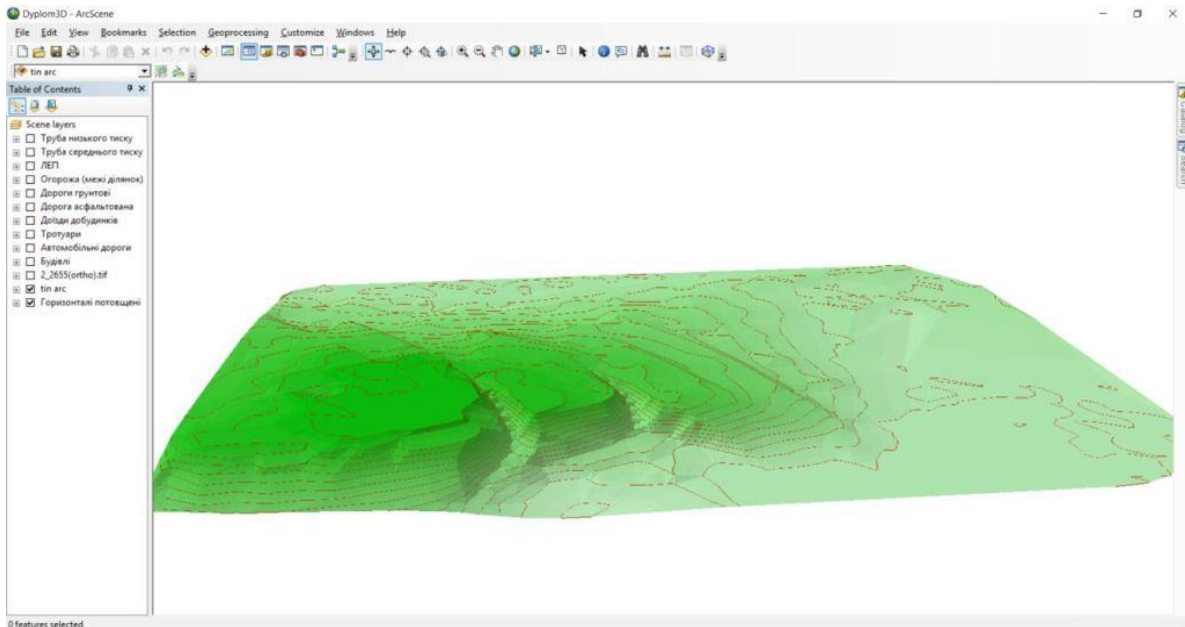 Dyplom3D - ArcScene
File Edit View Bookmarks Selection Geoprocessing Customize Windows Help
tin arc
Table of Contents
Scene layers
Труба низького тиску
Труба середнього тиску
ЛЕП
Огорожа (межі ділянок)
Дороги грунтові
Дорога асфальтована
Доїзди добудинків
Тротуари
Автомобільні дороги
Будівлі
2_2655(ortho).tif
tin arc
Горизонталі потовщені
Catalog
Search
0 features selected